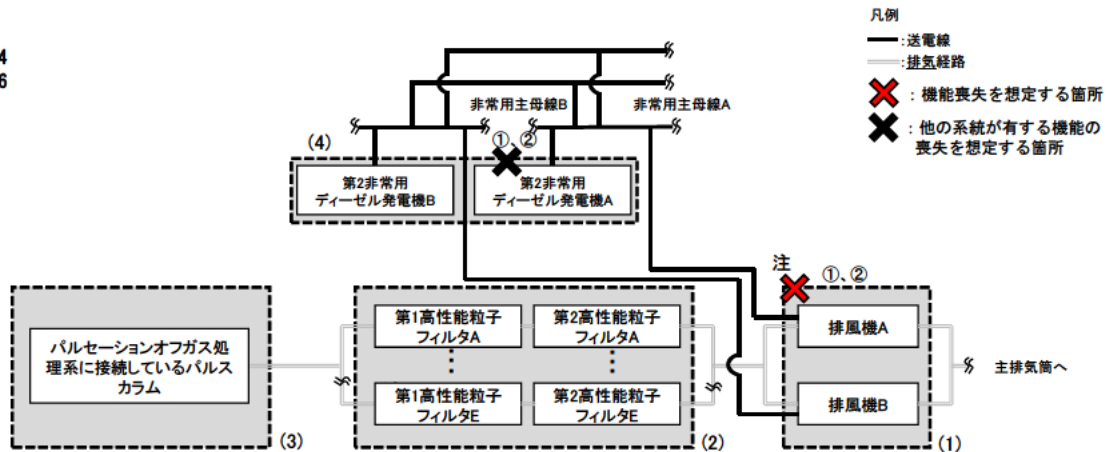 凡例
:送電線
:排気経路
:機能喪失を想定する箇所
:他の系統が有する機能の
喪失を想定する箇所
4
6
非常用主母線B
非常用主母線A
(4)
①、②
第2非常用
ディーゼル発電機B
第2非常用
ディーゼル発電機A
注
①、②
パルセーションオフガス処
理系に接続しているパルス
カラム
(3)
第1高性能粒子
フィルタA
第2高性能粒子
フィルタA
第1高性能粒子
フィルタE
第2高性能粒子
フィルタE
(2)
排風機A
排風機B
(1)
主排気筒へ